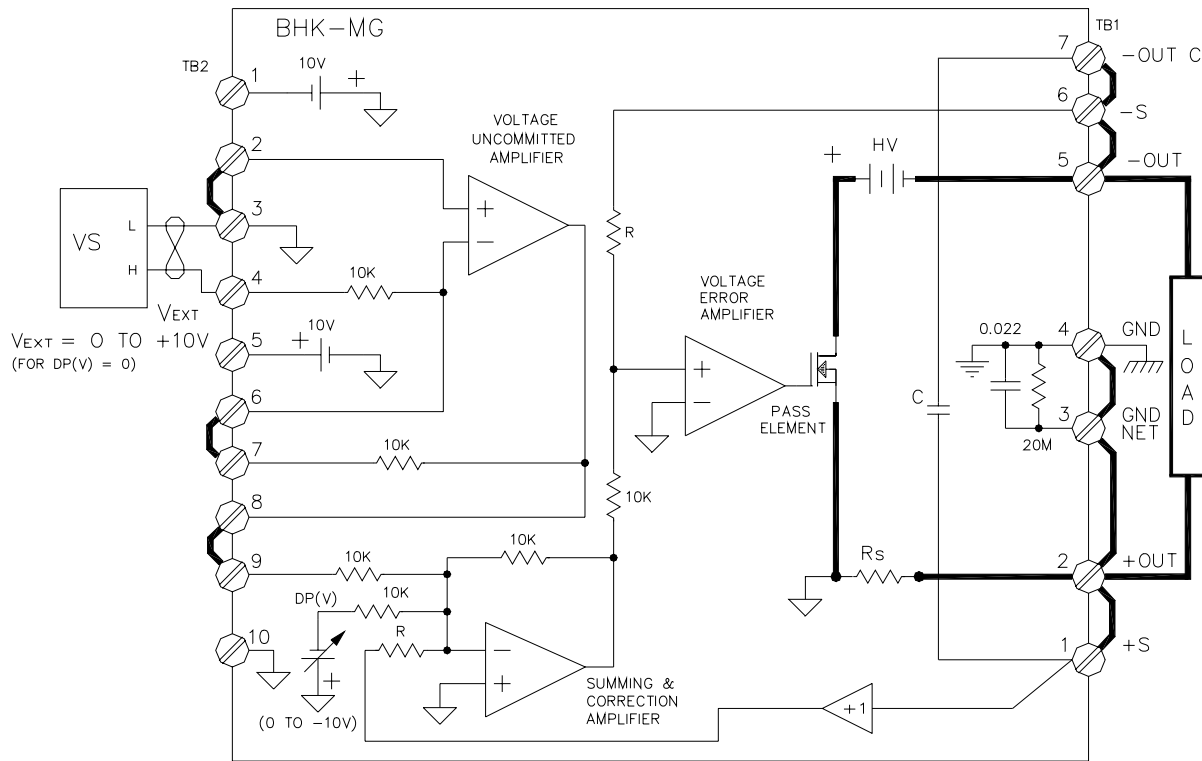 BHK-MG
TB1
TB2
1
10V
+
2
3
4
5
10V
+
6
7
8
9
10
VS
L
H
VEXT
VEXT = 0 TO +10V
(FOR DP(V) = 0)
10K
10K
10K
10K
10K
R
DP(V)
+
(0 TO -10V)
VOLTAGE
UNCOMMITTED
AMPLIFIER
+
−
R
10K
VOLTAGE
ERROR
AMPLIFIER
+
−
PASS
ELEMENT
SUMMING &
CORRECTION
AMPLIFIER
−
+
+1
+
HV
C
Rs
0.022
20M
7
-OUT C
6
-S
5
-OUT
4
GND
3
GND
NET
2
+OUT
1
+S
LOAD